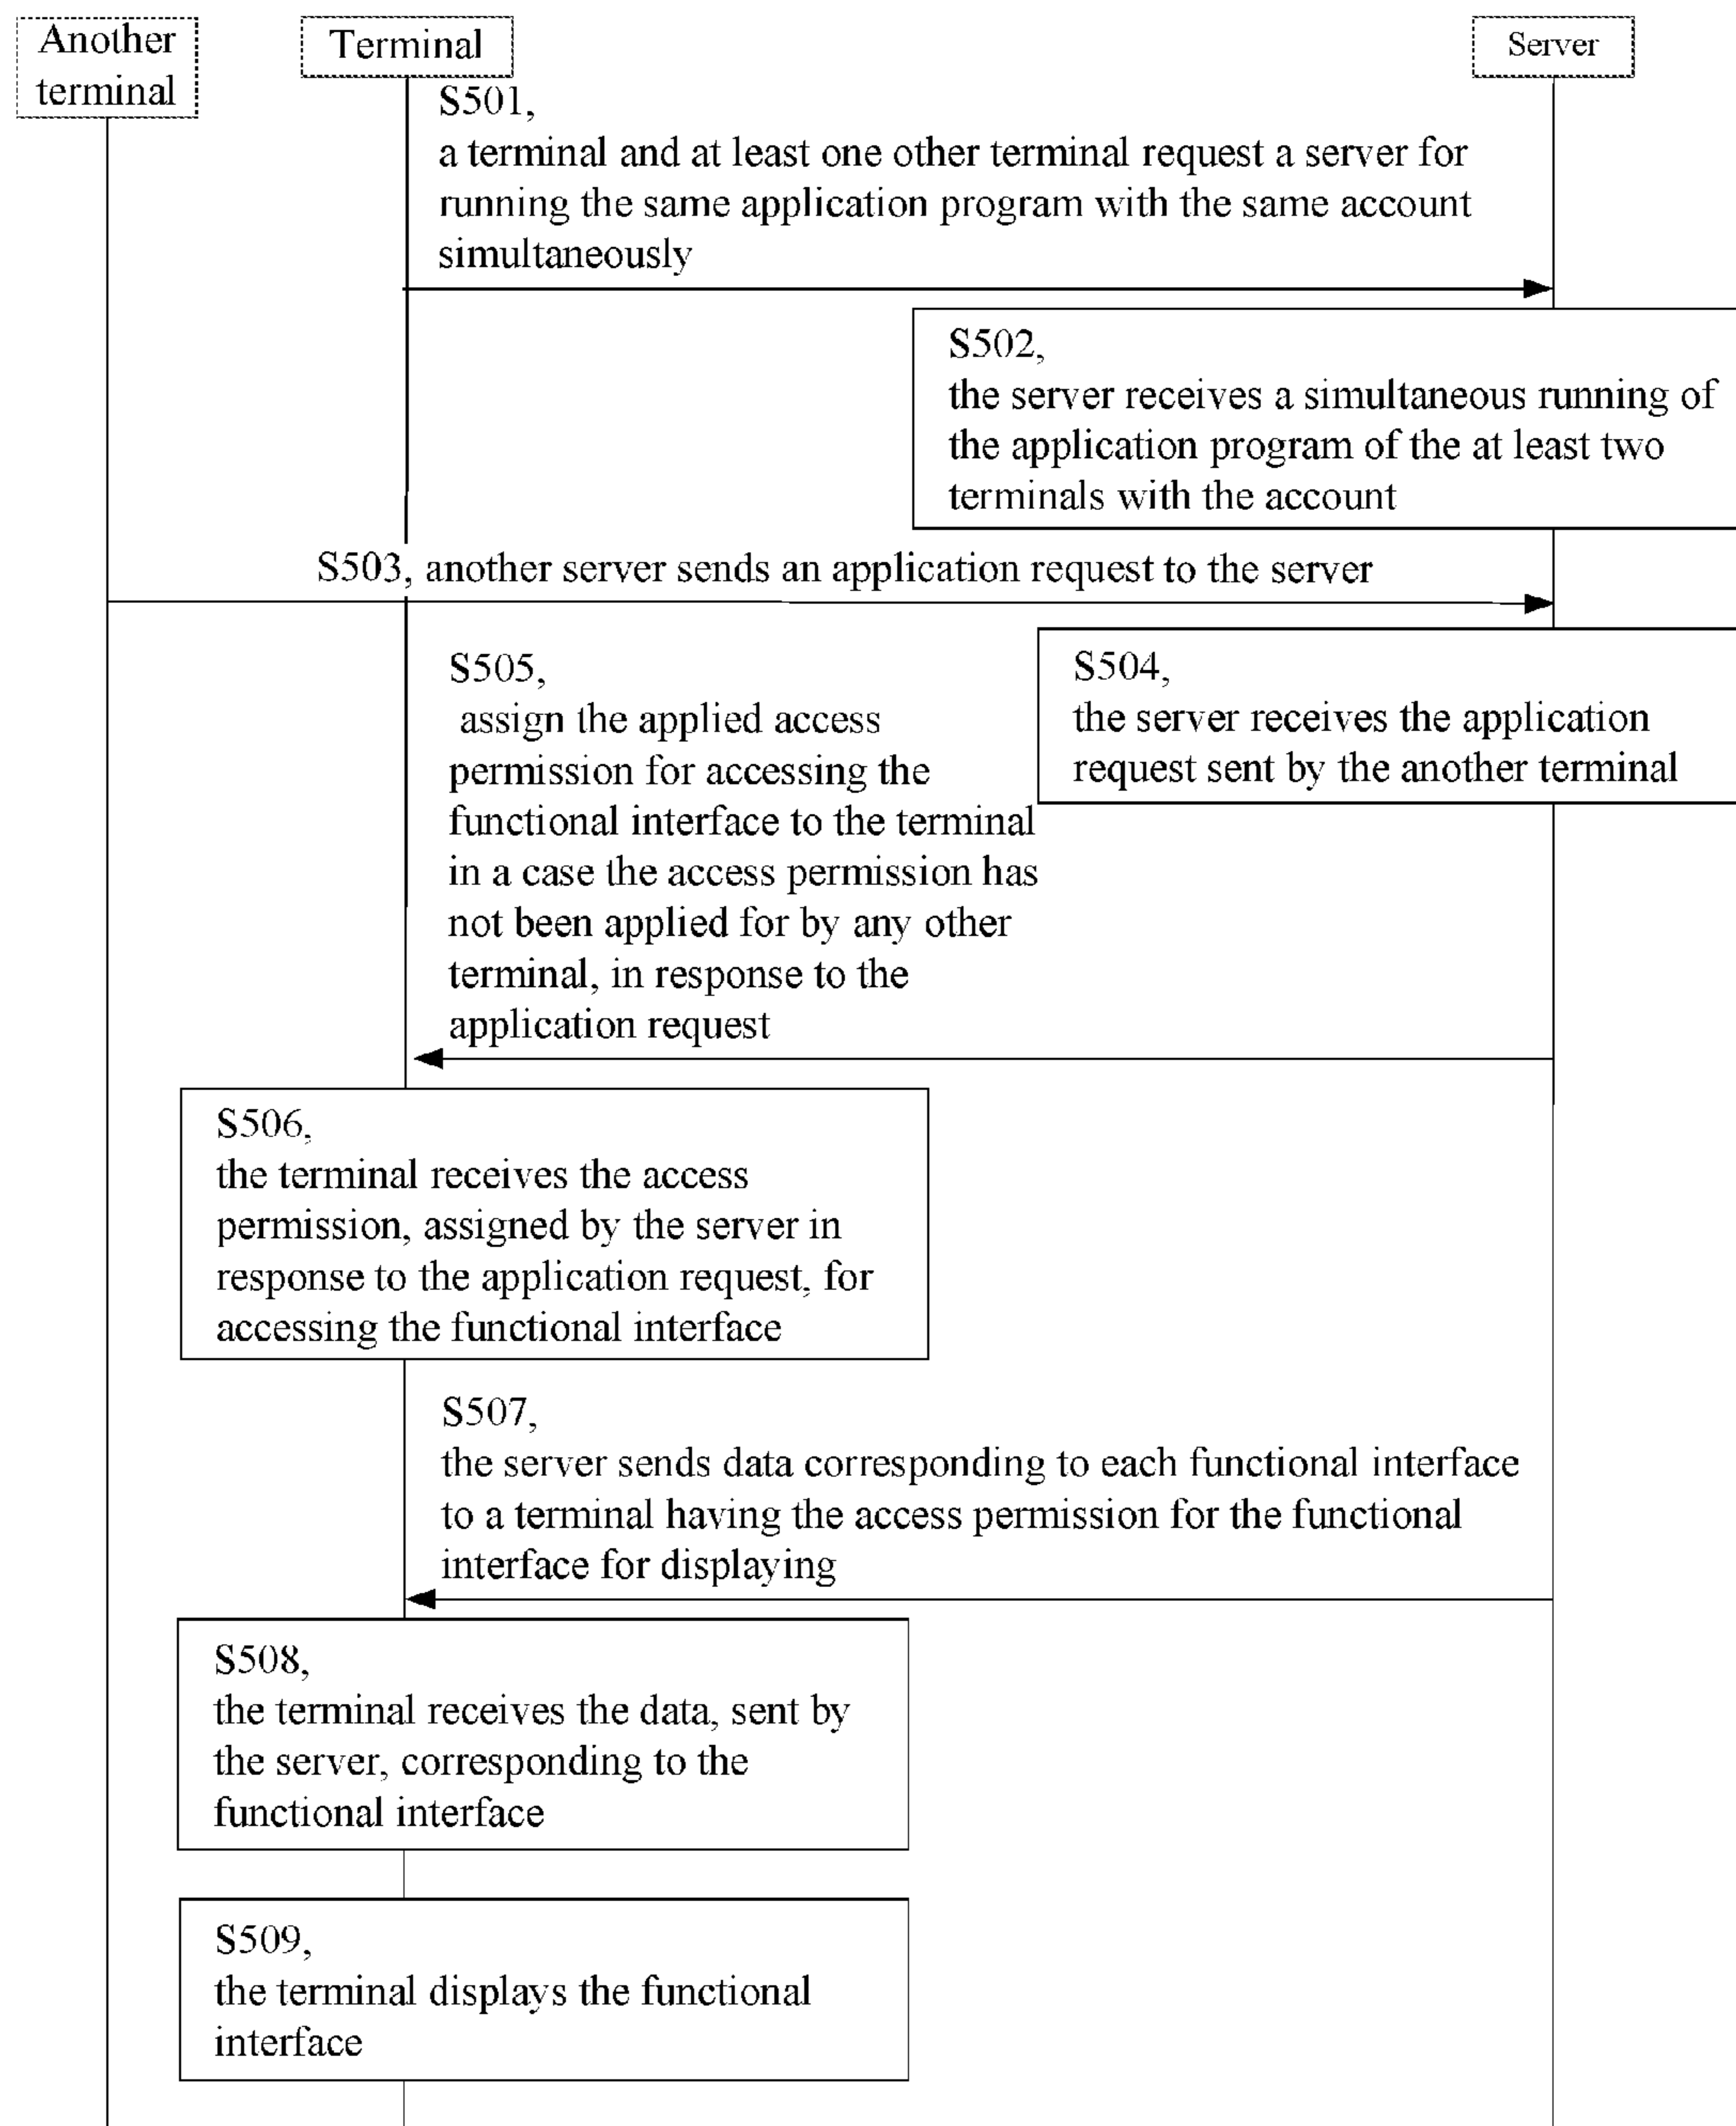 Another
terminal
Terminal
Server
S501,
a terminal and at least one other terminal request a server for
running the same application program with the same account
simultaneously
S502,
the server receives a simultaneous running of
the application program of the at least two
terminals with the account
S503, another server sends an application request to the server
S504,
the server receives the application
request sent by the another terminal
S505,
assign the applied access
permission for accessing the
functional interface to the terminal
in a case the access permission has
not been applied for by any other
terminal, in response to the
application request
S506,
the terminal receives the access
permission, assigned by the server in
response to the application request, for
accessing the functional interface
S507,
the server sends data corresponding to each functional interface
to a terminal having the access permission for the functional
interface for displaying
S508,
the terminal receives the data, sent by
the server, corresponding to the
functional interface
S509,
the terminal displays the functional
interface